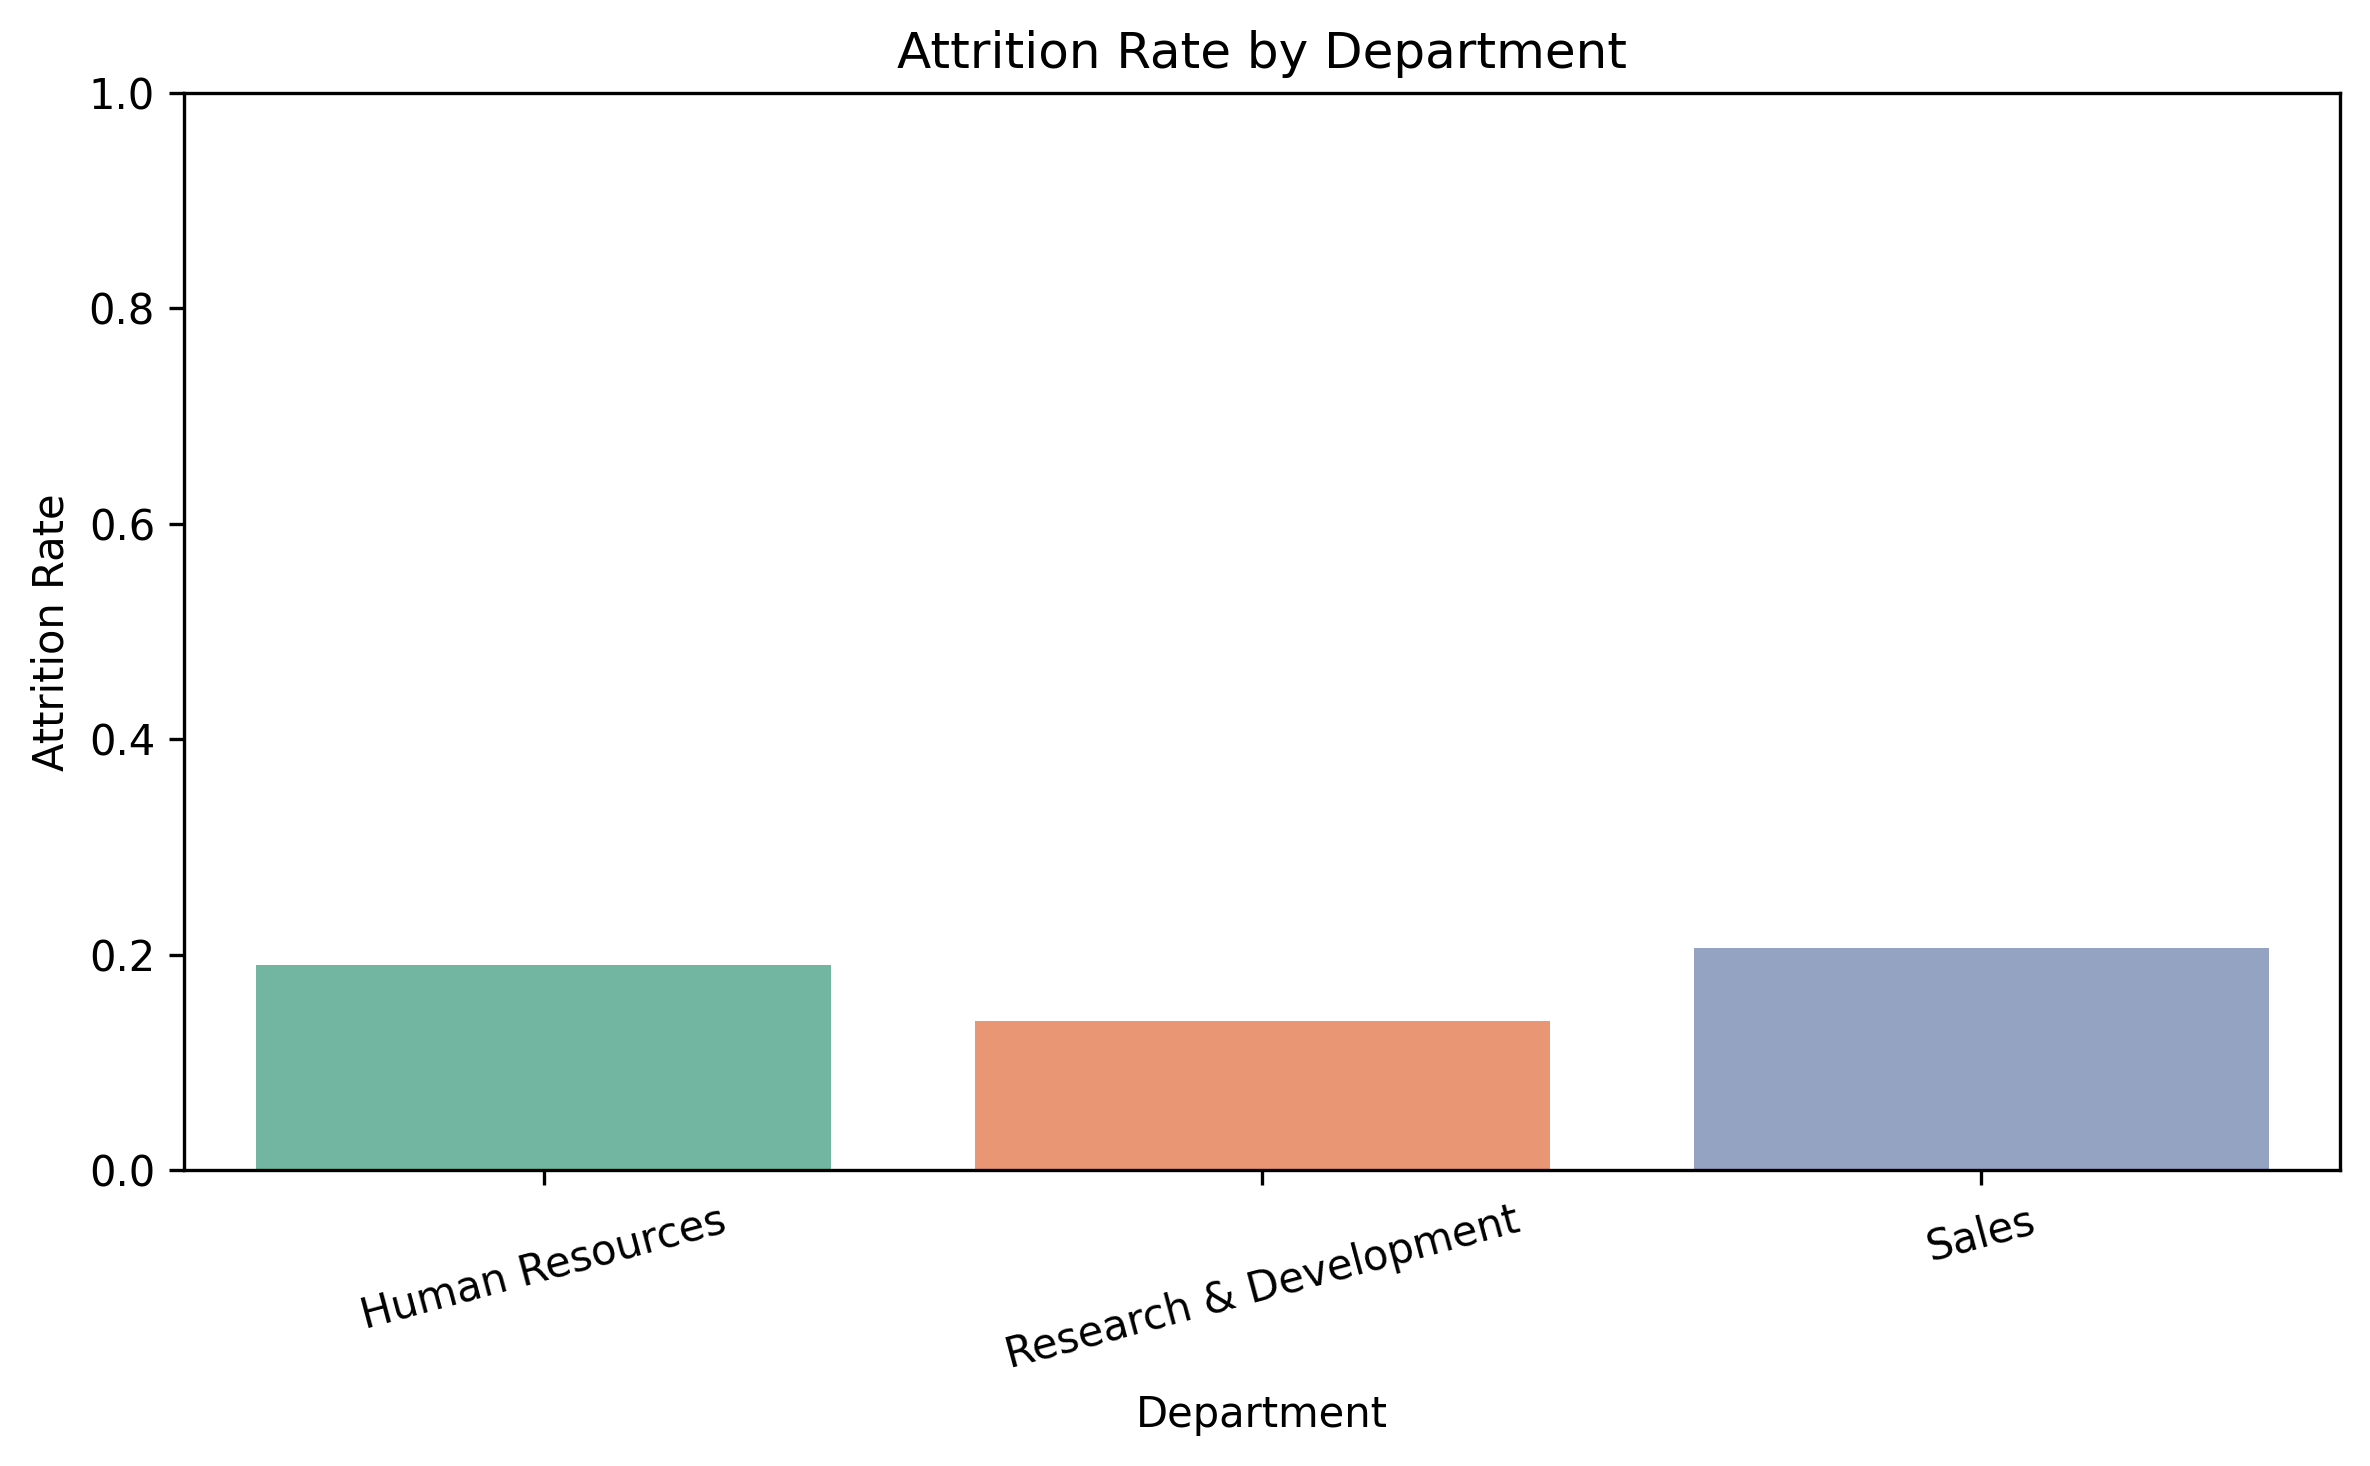 Attrition Rate by Department
Attrition Rate
1.0
0.8
0.6
0.4
0.2
0.0
Human Resources
Research & Development
Sales
Department